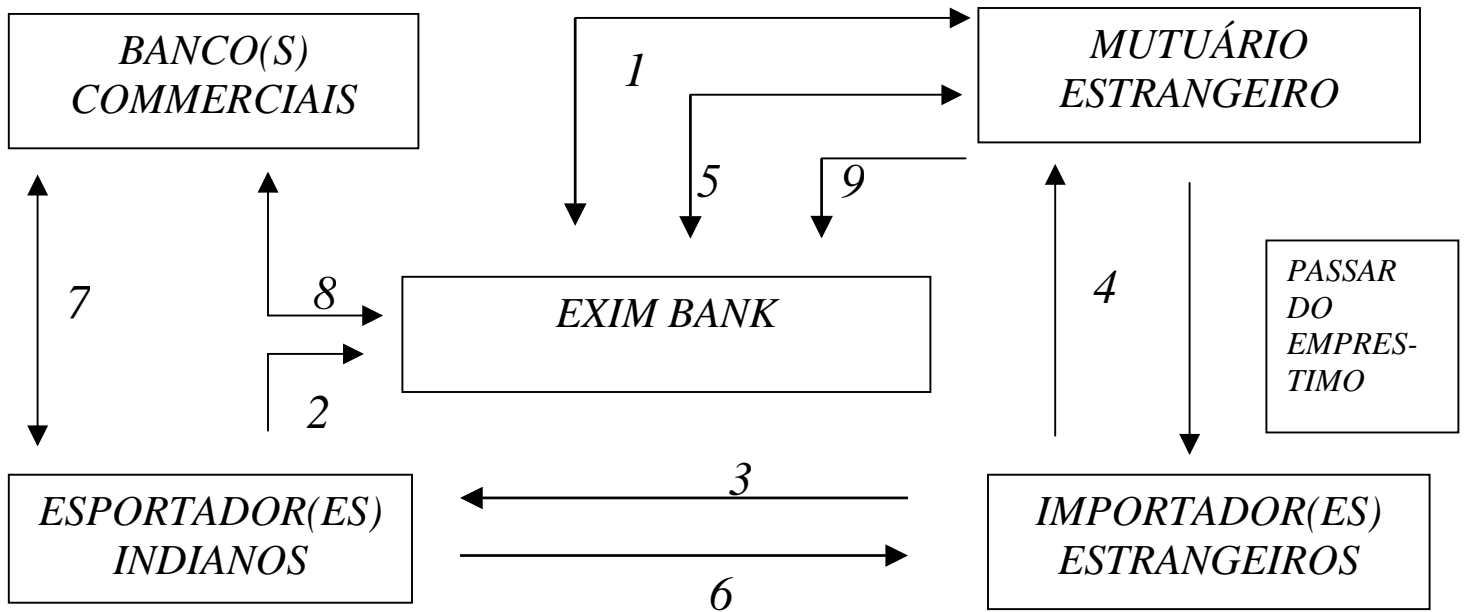 BANCO(S)
COMMERCIAIS
1
MUTUÁRIO
ESTRANGEIRO
5
9
7
8
EXIM BANK
4
PASSAR
DO
EMPRES-
TIMO
2
3
ESPORTADOR(ES)
INDIANOS
IMPORTADOR(ES)
ESTRANGEIROS
6